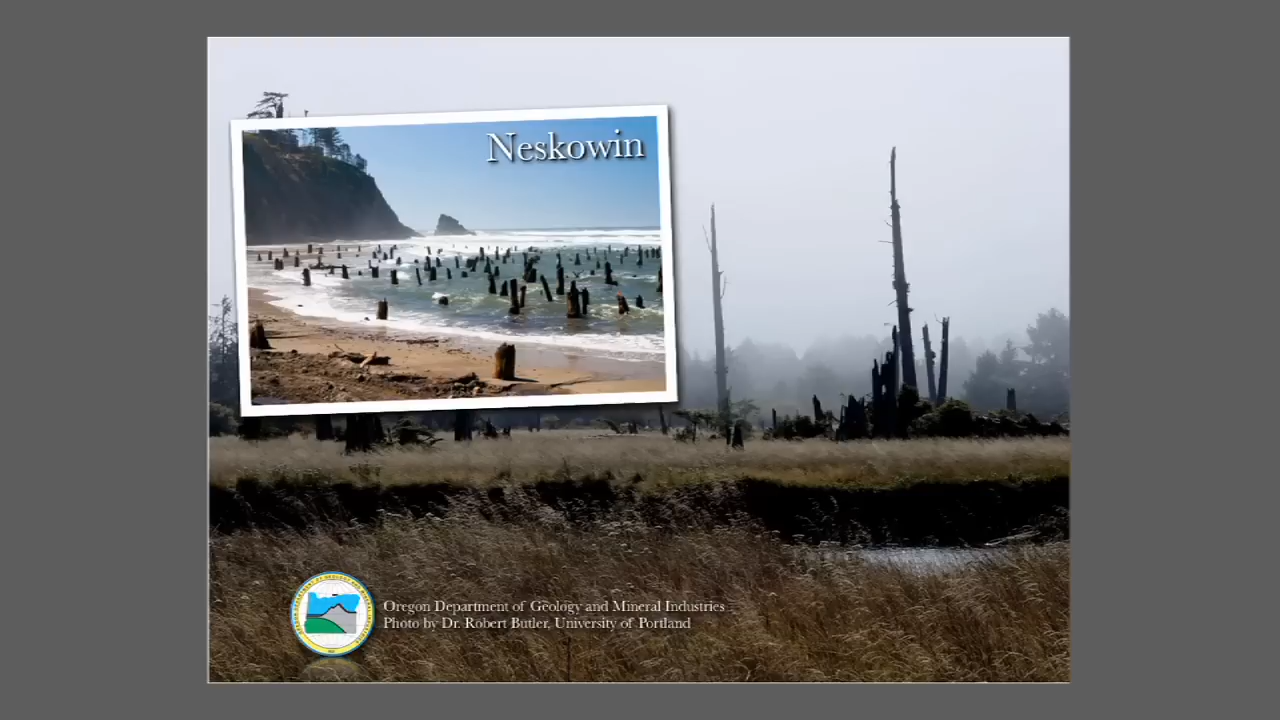 Neskowin
Oregon Department of Geology and Mineral Industries
Photo by Dr. Robert Butler, University of Portland